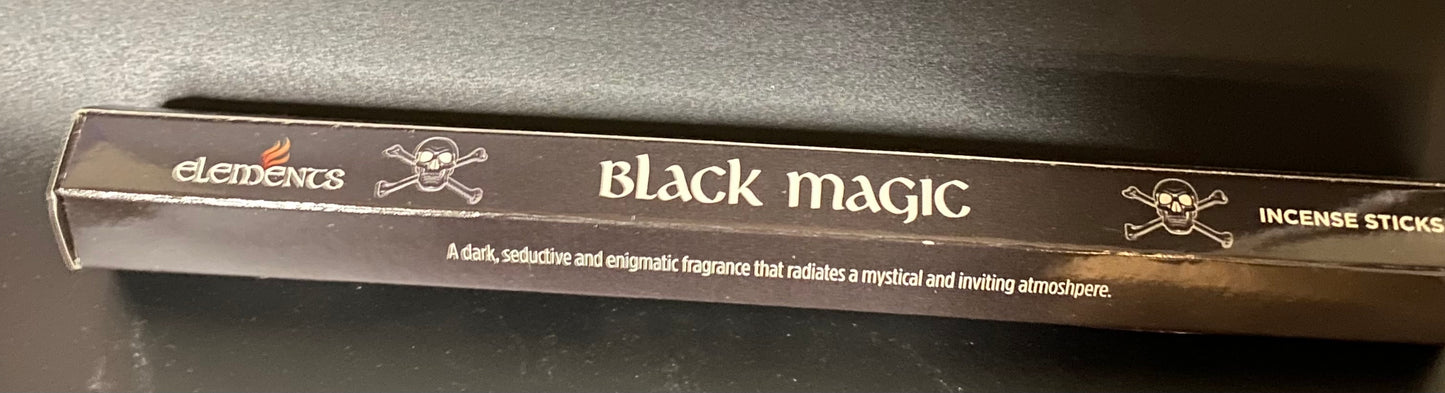 elements
Black Magic
INCENSE STICKS
A dark, seductive and enigmatic fragrance that radiates a mystical and inviting atmoshpere.